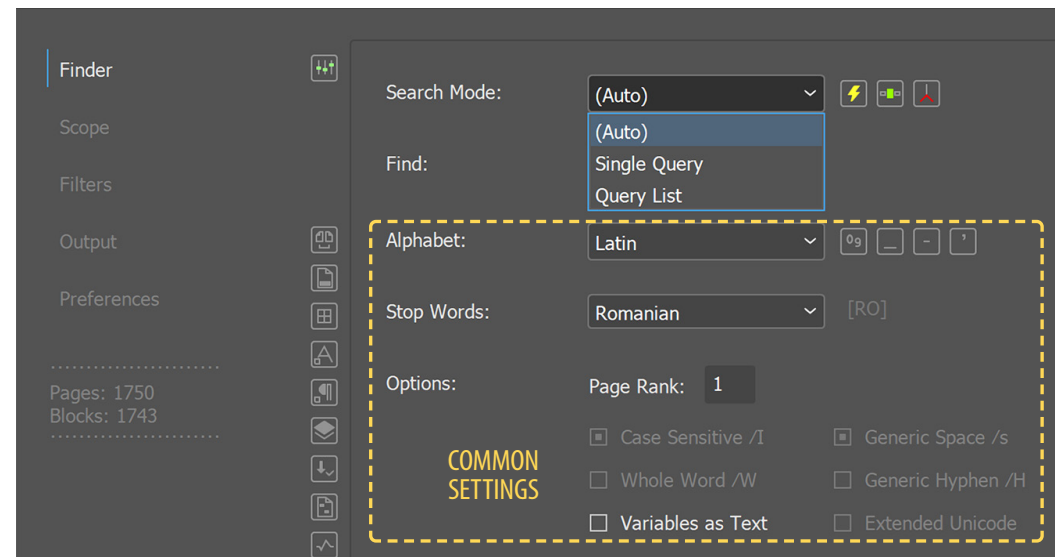 Finder
Scope
Filters
Output
Preferences
Pages: 1750
Blocks: 1743
Search Mode:
(Auto)
(Auto)
Single Query
Query List
Find:
Alphabet:
Latin
09
_
-
'
Stop Words:
Romanian
[RO]
Options:
Page Rank:
1
Case Sensitive /I
Generic Space /s
Whole Word /W
Generic Hyphen /H
Variables as Text
Extended Unicode
COMMON
SETTINGS